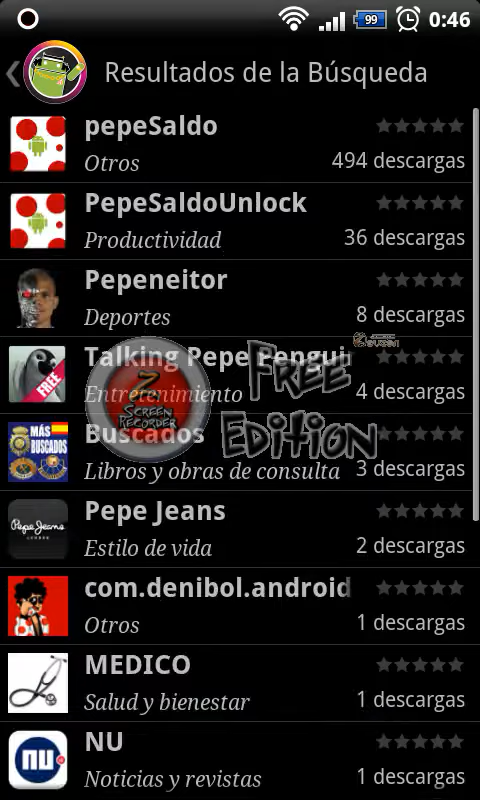 99 0:46
Resultados de la Búsqueda
pepeSaldo
Otros 494 descargas
PepeSaldoUnlock
Productividad 36 descargas
Pepeneitor
Deportes 8 descargas
Talking Pepe Pengui
FREE
Entretenimiento 4 descargas
Z
SCREEN
RECORDER
FREE
EDITION
MÁS
BUSCADOS
Buscados
Libros y obras de consulta 3 descargas
Pepe Jeans
LONDON
Pepe Jeans
Estilo de vida 2 descargas
com.denibol.android
Otros 1 descargas
MEDICO
Salud y bienestar 1 descargas
nu
NU
Noticias y revistas 1 descargas